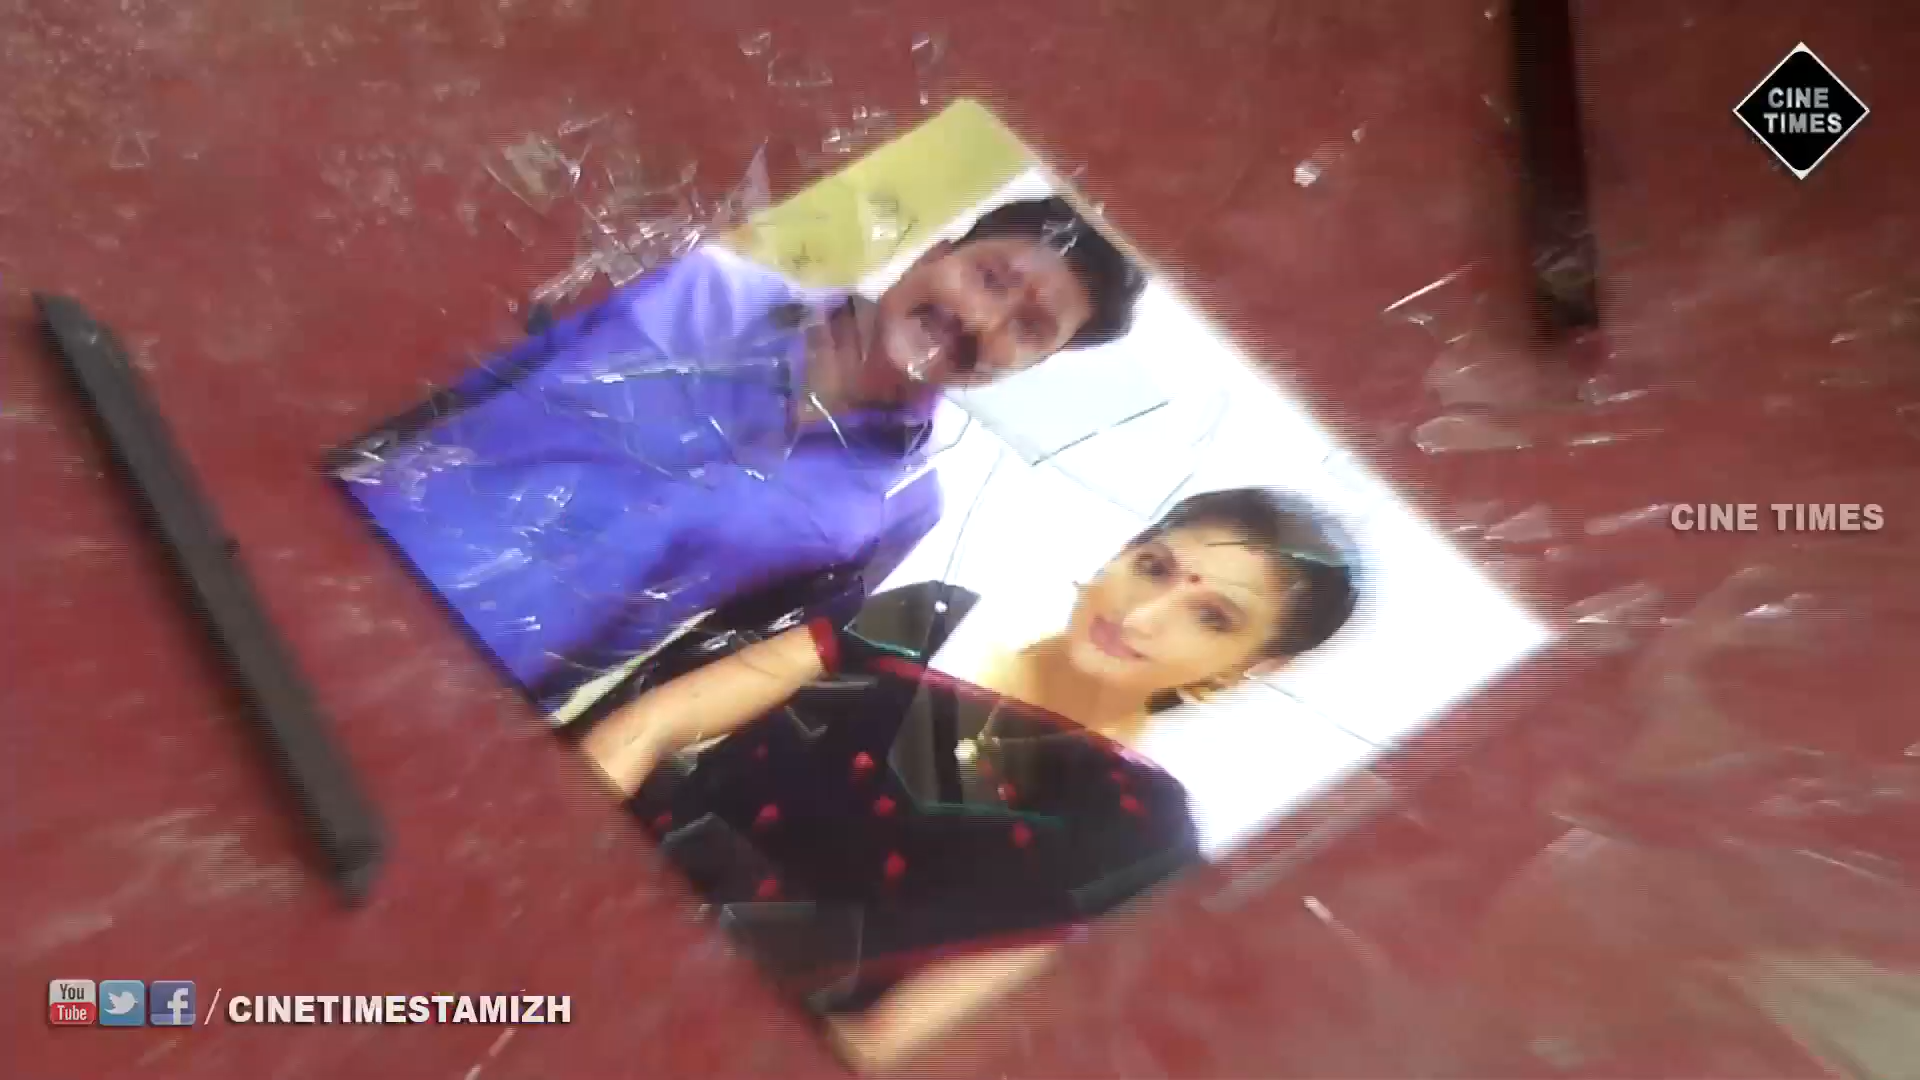 CINE
TIMES
CINE TIMES
You
Tube
/ CINETIMESTAMIZH